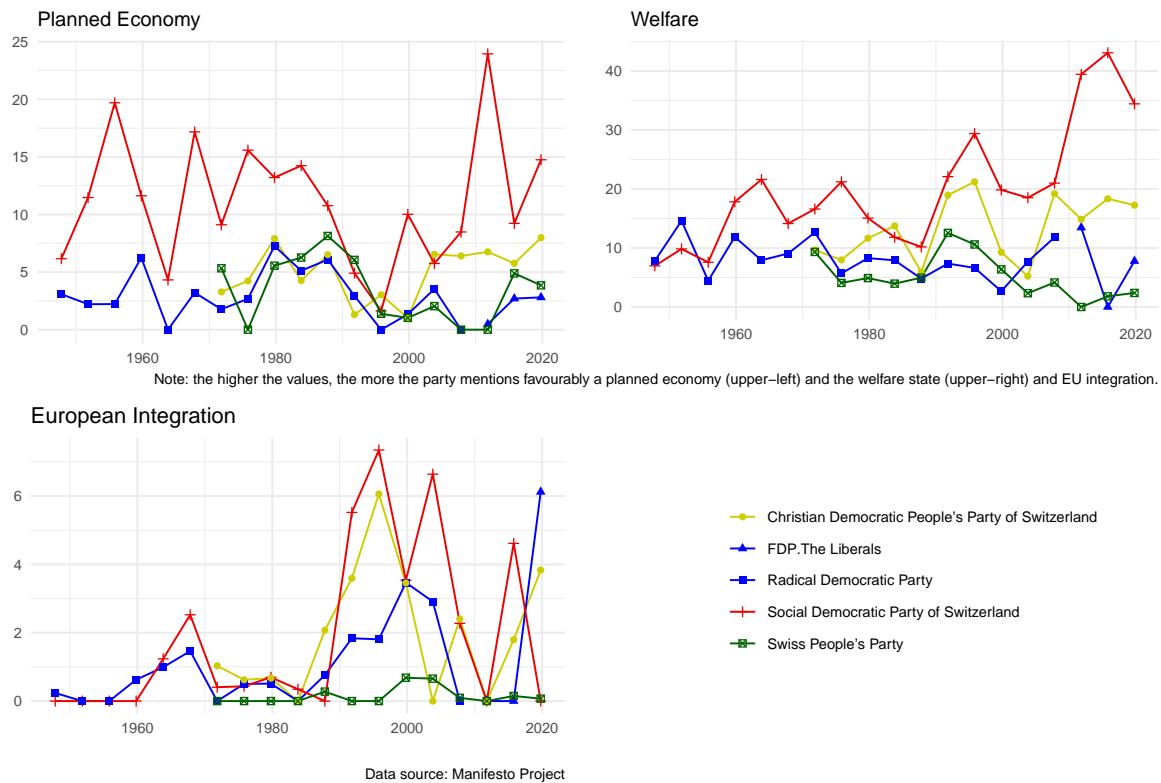 Planned Economy
25
20
15
10
5
0
1960
1980
2000
2020
Welfare
40
30
20
10
0
1960
1980
2000
2020
Note: the higher the values, the more the party mentions favourably a planned economy (upper−left) and the welfare state (upper−right) and EU integration.
European Integration
6
4
2
0
1960
1980
2000
2020
Christian Democratic People's Party of Switzerland
FDP.The Liberals
Radical Democratic Party
Social Democratic Party of Switzerland
Swiss People's Party
Data source: Manifesto Project